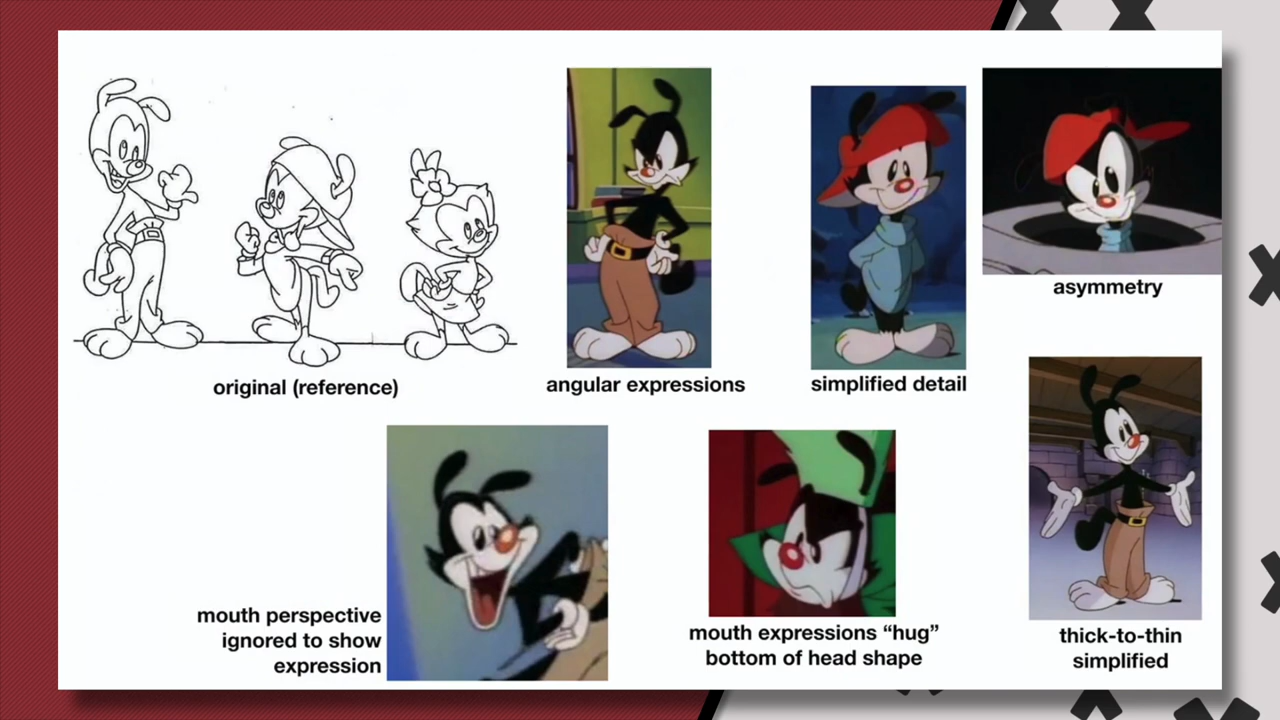 original (reference)
angular expressions
simplified detail
asymmetry
mouth perspective
ignored to show
expression
mouth expressions “hug”
bottom of head shape
thick-to-thin
simplified